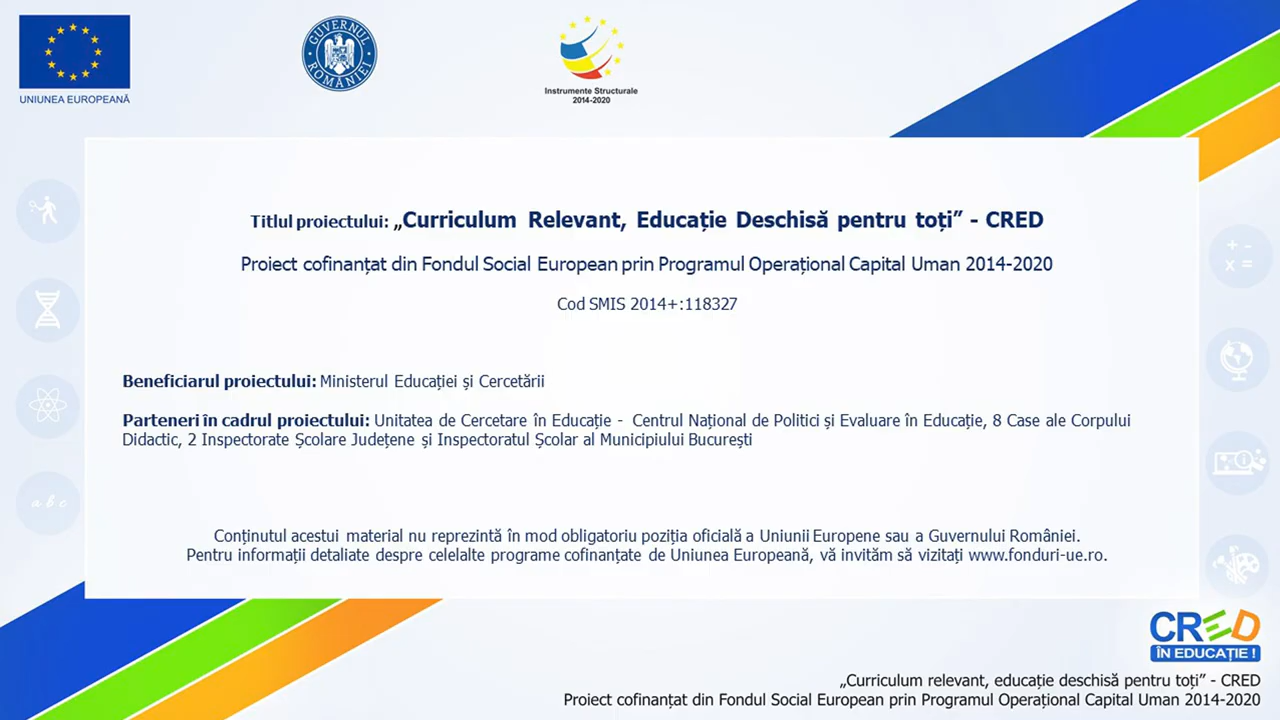 UNIUNEA EUROPEANĂ
GUVERNUL ROMÂNIEI
Instrumente Structurale
2014-2020
Titlul proiectului: „Curriculum Relevant, Educație Deschisă pentru toți” - CRED
Proiect cofinanțat din Fondul Social European prin Programul Operațional Capital Uman 2014-2020
Cod SMIS 2014+:118327
Beneficiarul proiectului: Ministerul Educației și Cercetării
Parteneri în cadrul proiectului: Unitatea de Cercetare în Educație - Centrul Național de Politici și Evaluare în Educație, 8 Case ale Corpului
Didactic, 2 Inspectorate Școlare Județene și Inspectoratul Școlar al Municipiului București
a b c
Conținutul acestui material nu reprezintă în mod obligatoriu poziția oficială a Uniunii Europene sau a Guvernului României.
Pentru informații detaliate despre celelalte programe cofinanțate de Uniunea Europeană, vă invităm să vizitați www.fonduri-ue.ro.
CRED
ÎN EDUCAȚIE !
„Curriculum relevant, educație deschisă pentru toți” - CRED
Proiect cofinanțat din Fondul Social European prin Programul Operațional Capital Uman 2014-2020